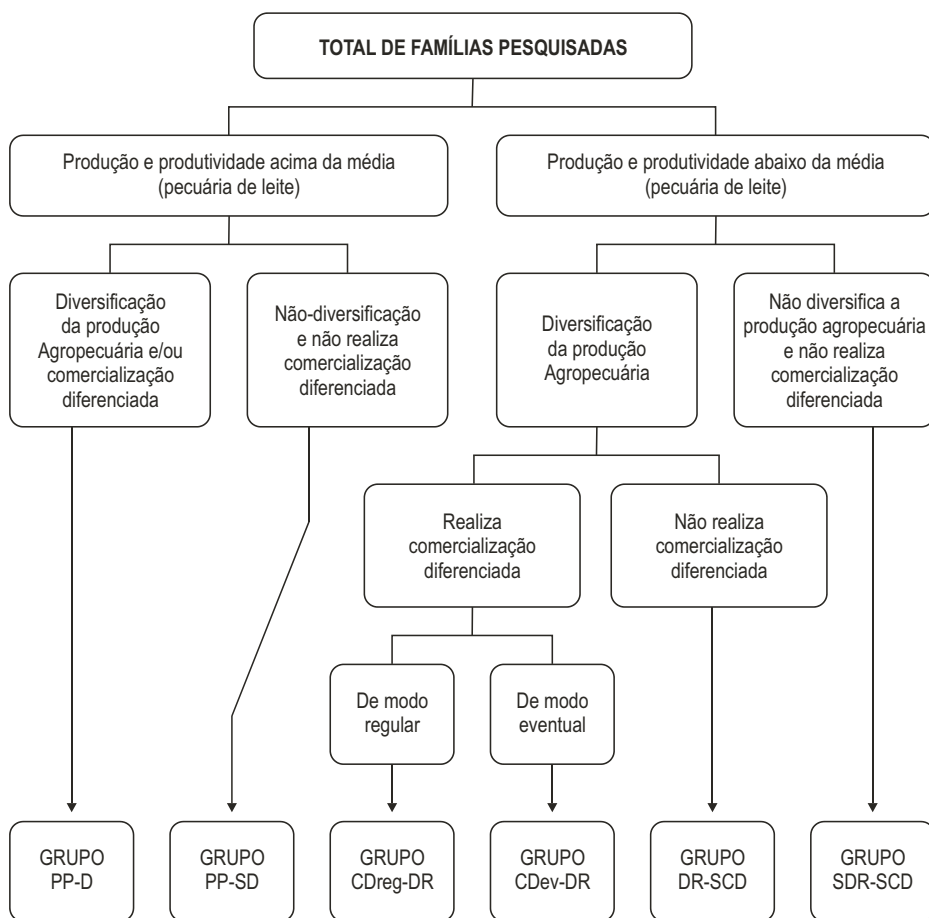 TOTAL DE FAMÍLIAS PESQUISADAS
Produção e produtividade acima da média
(pecuária de leite)
Produção e produtividade abaixo da média
(pecuária de leite)
Diversificação
da produção
Agropecuária e/ou
comercialização
diferenciada
Não-diversificação
e não realiza
comercialização
diferenciada
Diversificação
da produção
Agropecuária
Não diversifica a
produção agropecuária
e não realiza
comercialização
diferenciada
Realiza
comercialização
diferenciada
Não realiza
comercialização
diferenciada
De modo
regular
De modo
eventual
GRUPO
PP-D
GRUPO
PP-SD
GRUPO
CDreg-DR
GRUPO
CDev-DR
GRUPO
DR-SCD
GRUPO
SDR-SCD